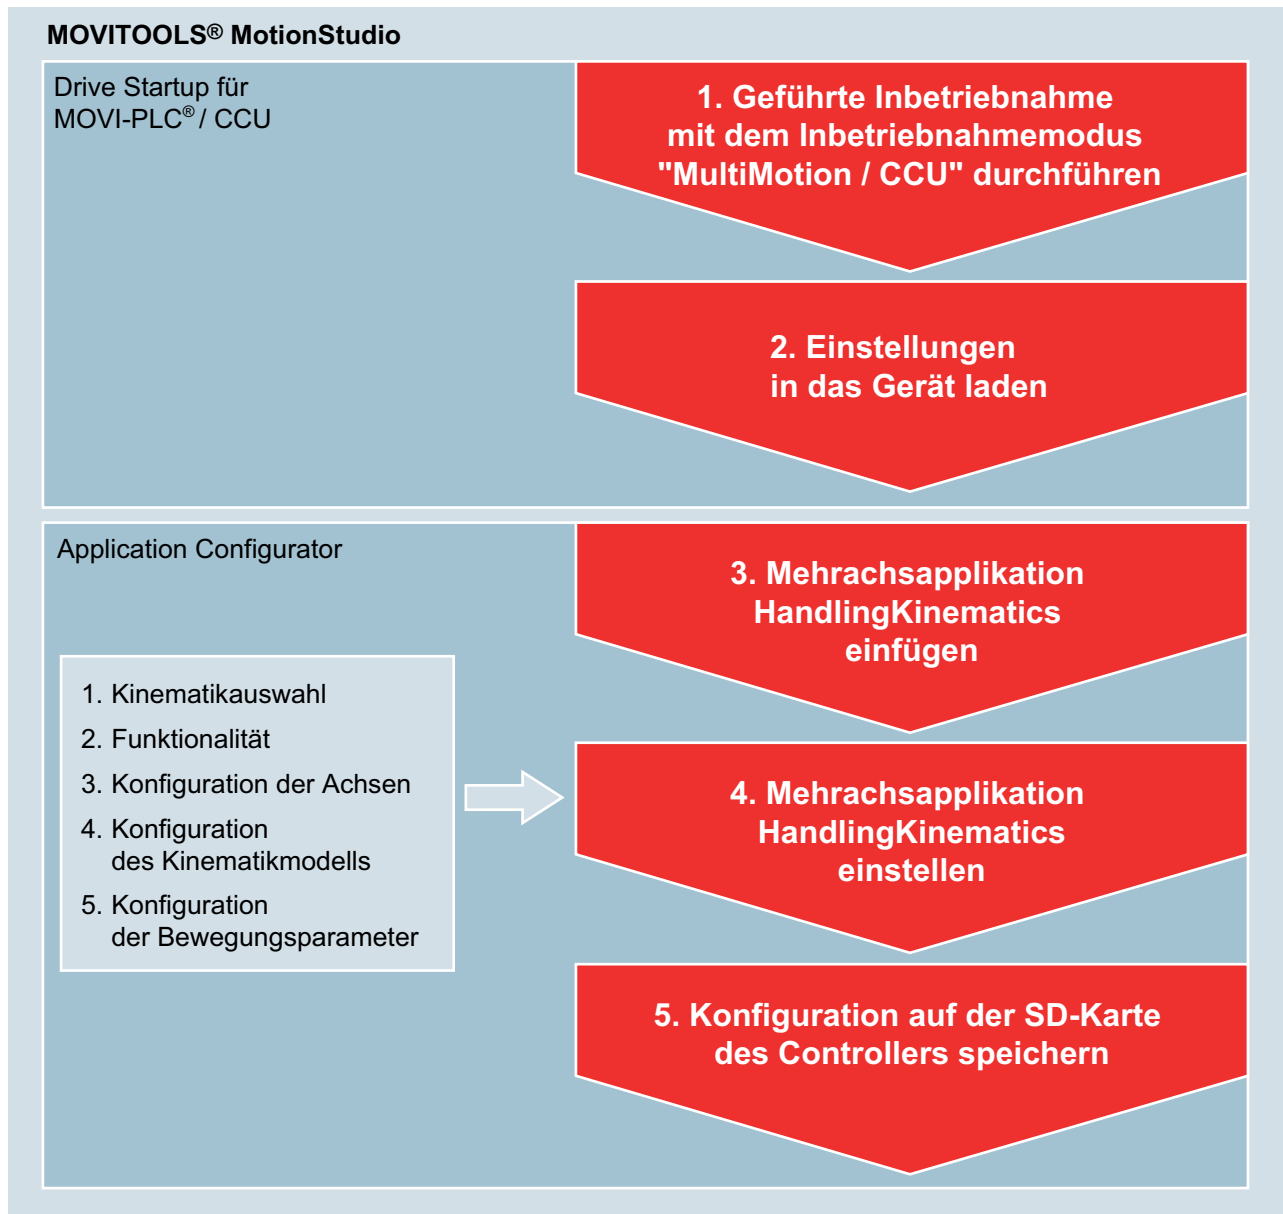 MOVITOOLS® MotionStudio
Drive Startup für
MOVI-PLC® / CCU
1. Geführte Inbetriebnahme
mit dem Inbetriebnahmemodus
"MultiMotion / CCU" durchführen
2. Einstellungen
in das Gerät laden
Application Configurator
3. Mehrachsapplikation
HandlingKinematics
einfügen
1. Kinematikauswahl
2. Funktionalität
3. Konfiguration der Achsen
4. Konfiguration
des Kinematikmodells
5. Konfiguration
der Bewegungsparameter
4. Mehrachsapplikation
HandlingKinematics
einstellen
5. Konfiguration auf der SD-Karte
des Controllers speichern